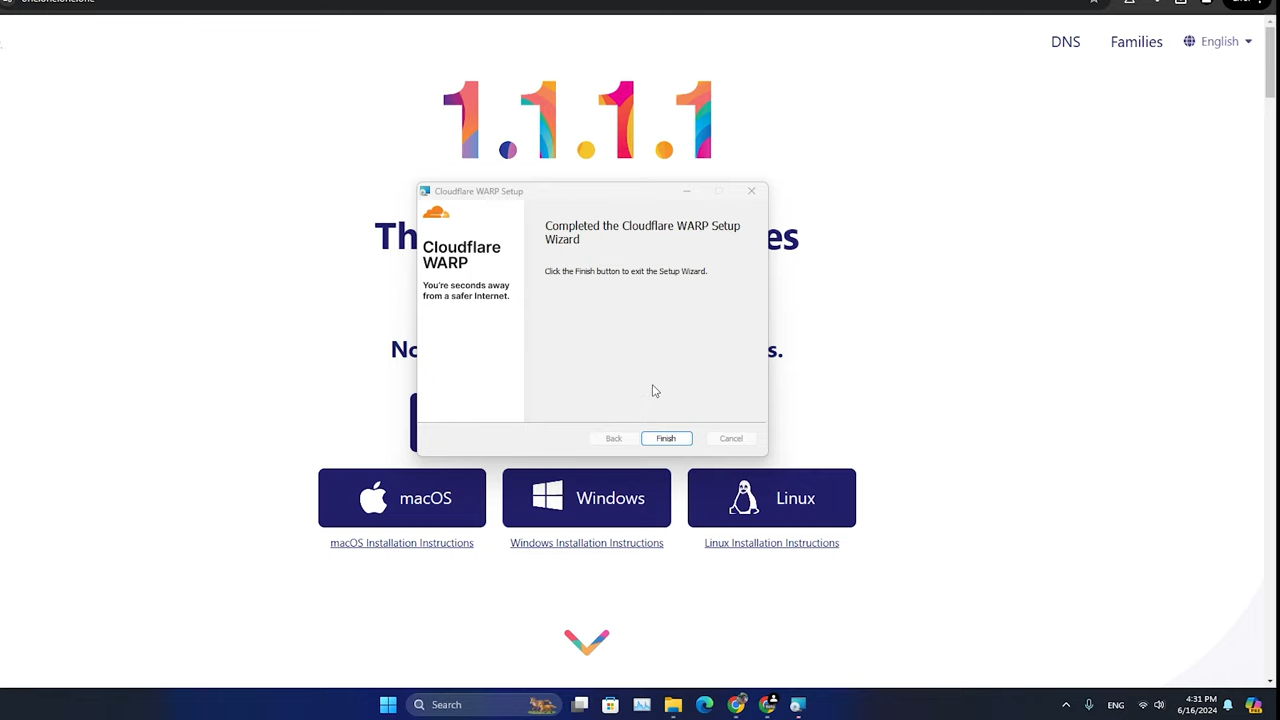 DNS
Families
English
1.1.1.1
Cloudflare WARP Setup
Cloudflare
WARP
You're seconds away
from a safer Internet.
Completed the Cloudflare WARP Setup
Wizard
Click the Finish button to exit the Setup Wizard.
Th
es
s.
Back
Finish
Cancel
macOS
Windows
Linux
macOS Installation Instructions
Windows Installation Instructions
Linux Installation Instructions
Search
ENG
4:31 PM
6/16/2024